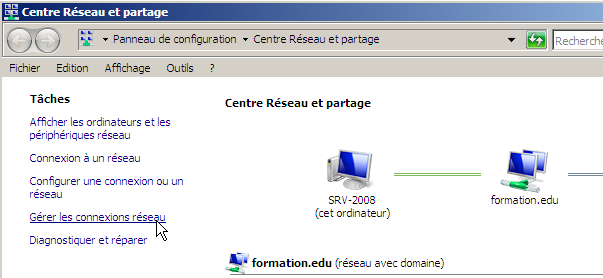 Centre Réseau et partage
Panneau de configuration Centre Réseau et partage
Recherche
Fichier Edition Affichage Outils ?
Tâches
Afficher les ordinateurs et les
périphériques réseau
Connexion à un réseau
Configurer une connexion ou un
réseau
Gérer les connexions réseau
Diagnostiquer et réparer
Centre Réseau et partage
SRV-2008
(cet ordinateur)
formation.edu
formation.edu (réseau avec domaine)